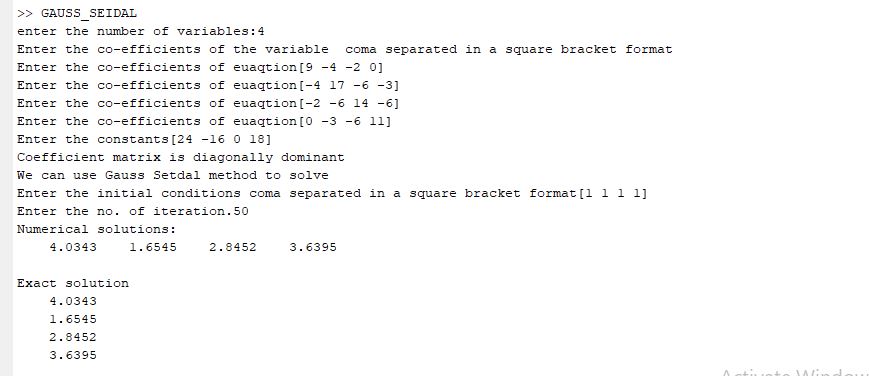 >> GAUSS_SEIDAL
enter the number of variables:4
Enter the co-efficients of the variable  coma separated in a square bracket format
Enter the co-efficients of euaqtion[9 -4 -2 0]
Enter the co-efficients of euaqtion[-4 17 -6 -3]
Enter the co-efficients of euaqtion[-2 -6 14 -6]
Enter the co-efficients of euaqtion[0 -3 -6 11]
Enter the constants[24 -16 0 18]
Coefficient matrix is diagonally dominant
We can use Gauss Setdal method to solve
Enter the initial conditions coma separated in a square bracket format[1 1 1 1]
Enter the no. of iteration.50
Numerical solutions:
4.0343    1.6545    2.8452    3.6395
Exact solution
4.0343
1.6545
2.8452
3.6395
Activate Window